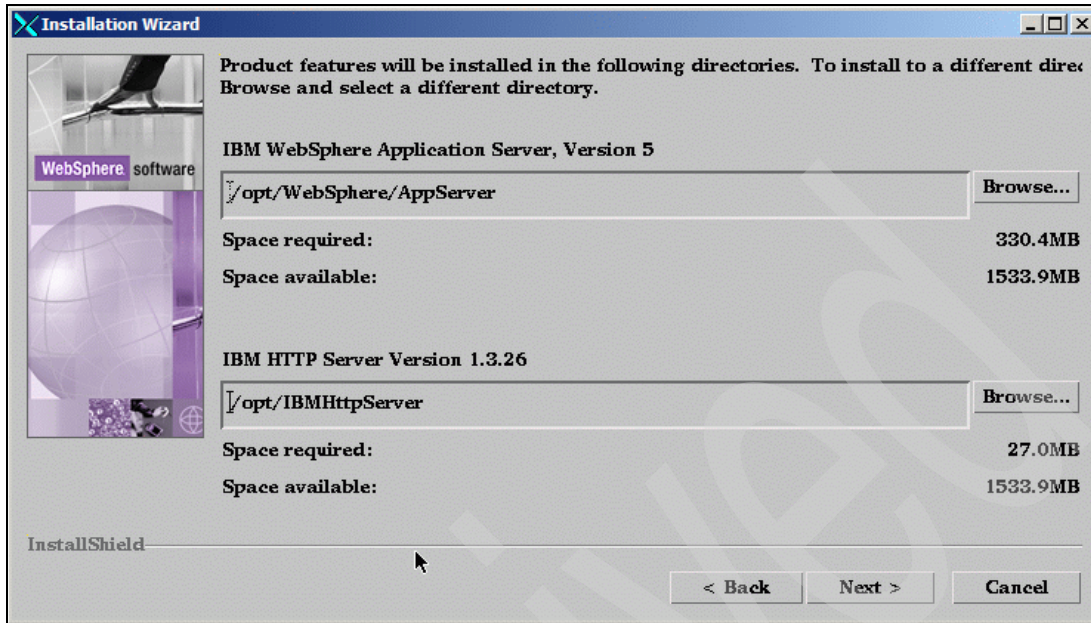 Installation Wizard
Product features will be installed in the following directories. To install to a different direc
Browse and select a different directory.
WebSphere software
IBM WebSphere Application Server, Version 5
/opt/WebSphere/AppServer
Browse...
Space required:
330.4MB
Space available:
1533.9MB
IBM HTTP Server Version 1.3.26
/opt/IBMHttpServer
Browse...
Space required:
27.0MB
Space available:
1533.9MB
InstallShield
< Back
Next >
Cancel